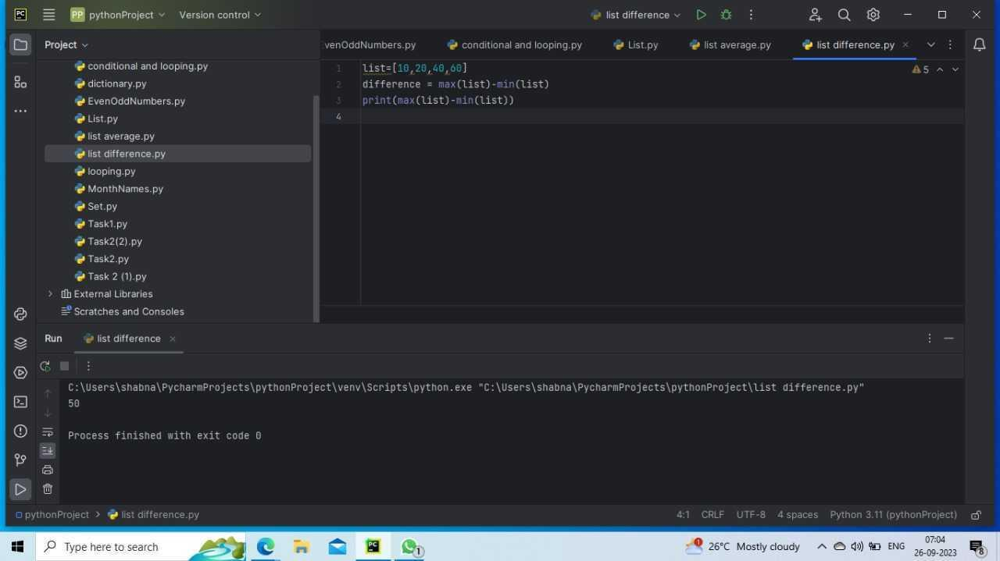 PC
PP pythonProject Version control list difference
Project
venOddNumbers.py conditional and looping.py List.py list average.py list difference.py
conditional and looping.py
dictionary.py
EvenOddNumbers.py
List.py
list average.py
list difference.py
looping.py
MonthNames.py
Set.py
Task1.py
Task2(2).py
Task2.py
Task 2 (1).py
External Libraries
Scratches and Consoles
1 list=[10,20,40,60]
2 difference = max(list)-min(list)
3 print(max(list)-min(list))
4
5
Run list difference
C:\Users\shabna\PycharmProjects\pythonProject\venv\Scripts\python.exe "C:\Users\shabna\PycharmProjects\pythonProject\list difference.py"
50
Process finished with exit code 0
pythonProject > list difference.py 4:1 CRLF UTF-8 4 spaces Python 3.11 (pythonProject)
Type here to search PC 1 1 26°C Mostly cloudy ENG 07:04
26-09-2023 8